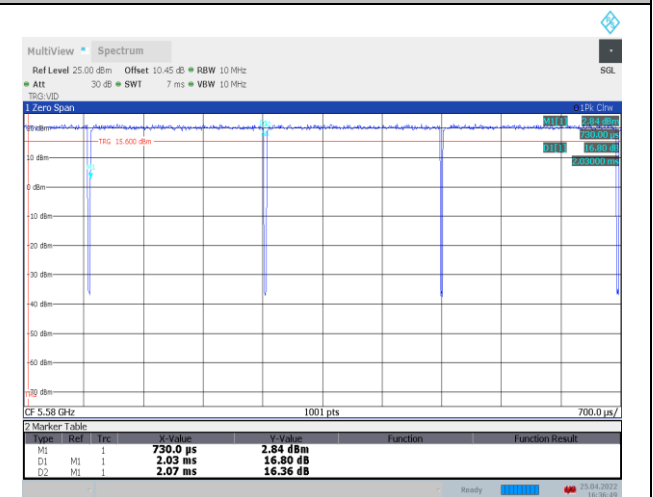 MultiView Spectrum
Ref Level 25.00 dBm Offset 10.45 dB RBW 10 MHz SGL
Att 30 dB SWT 7 ms VBW 10 MHz
TRG:VID
1 Zero Span 1Pk Clrw
M1[1] 2.84 dBm
730.00 µs
D1[1] 16.80 dB
2.03000 ms
20 dBm
TRG 15.600 dBm
10 dBm
M1
0 dBm
-10 dBm
-20 dBm
-30 dBm
-40 dBm
-50 dBm
-60 dBm
-70 dBm
CF 5.58 GHz 1001 pts 700.0 µs/
2 Marker Table
Type Ref Trc X-Value Y-Value Function Function Result
M1 1 730.0 µs 2.84 dBm
D1 M1 1 2.03 ms 16.80 dB
D2 M1 1 2.07 ms 16.36 dB
Ready 25.04.2022
16:36:49